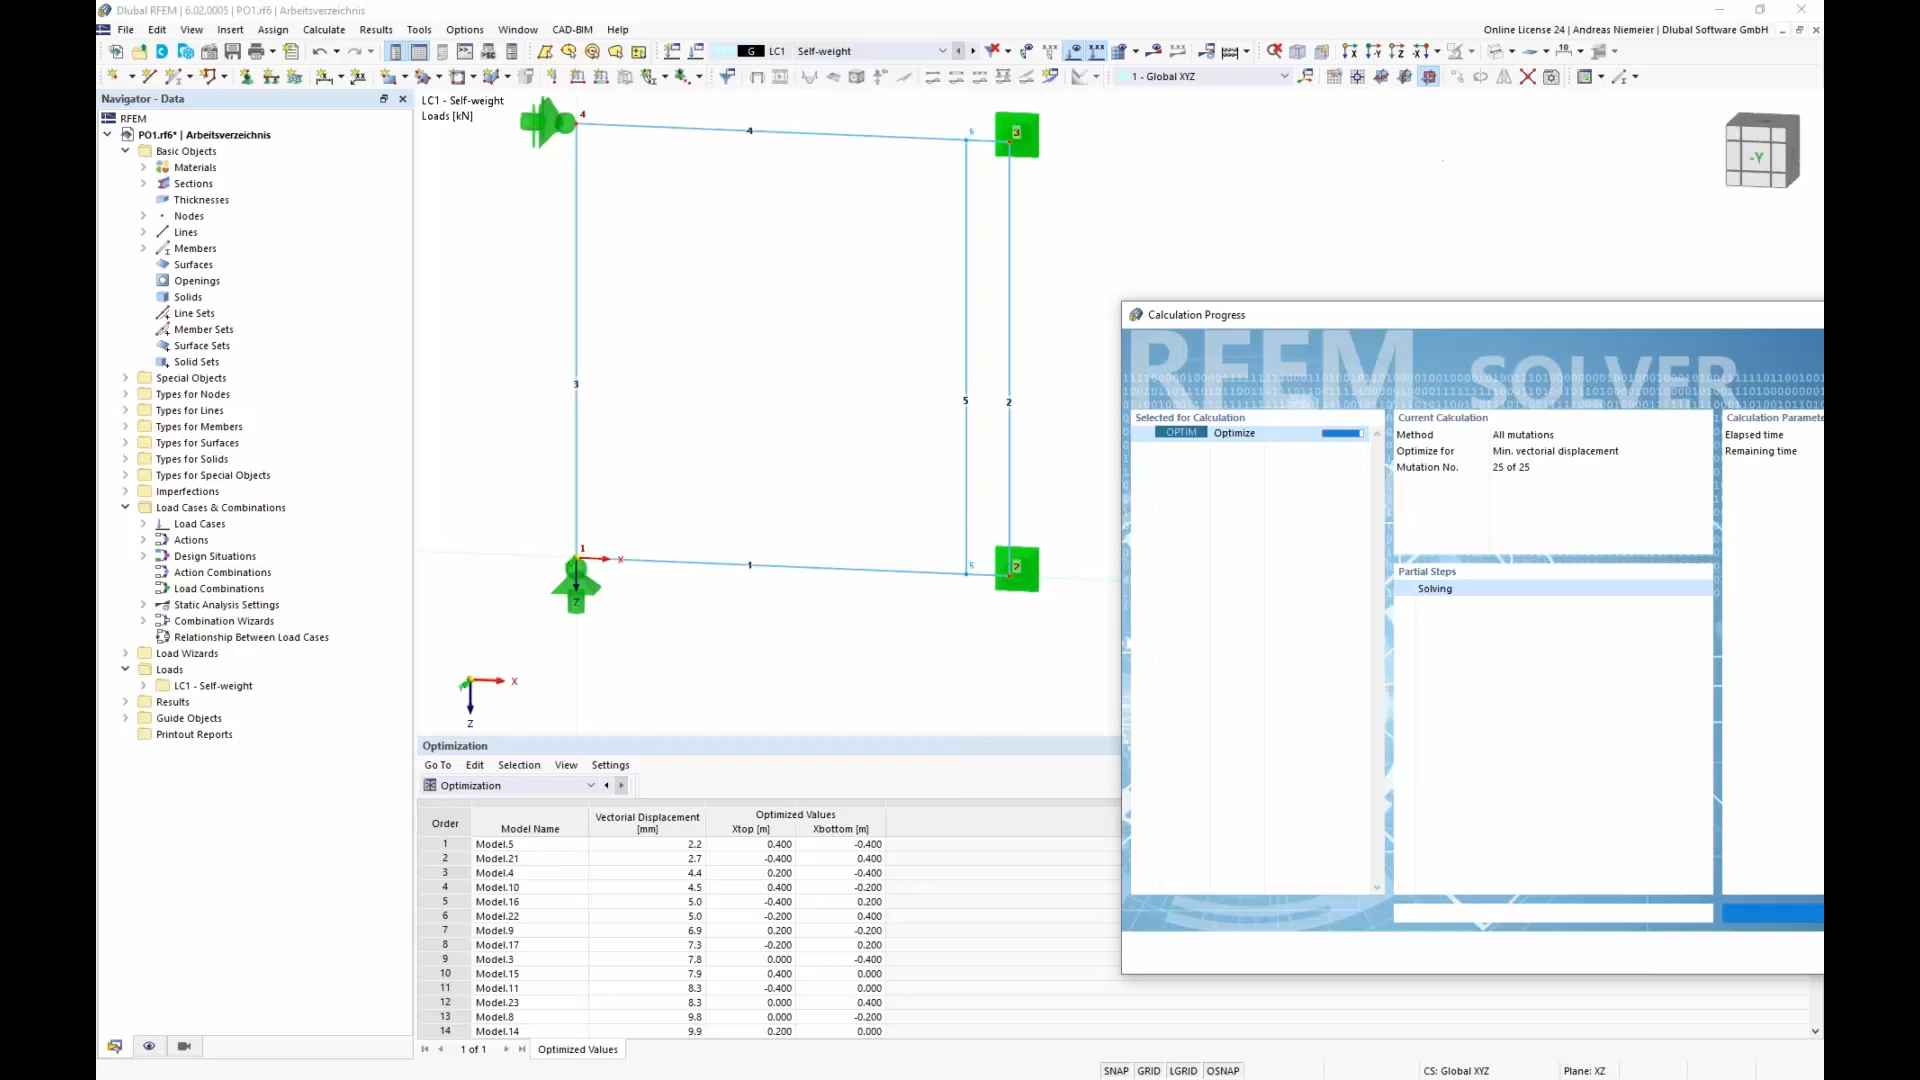 Dlubal RFEM | 6.02.0005 | PO1.rf6* | Arbeitsverzeichnis
File Edit View Insert Assign Calculate Results Tools Options Window CAD-BIM Help
Online License 24 | Andreas Niemeier | Dlubal Software GmbH
G LC1 Self-weight
1 - Global XYZ
Navigator - Data
RFEM
PO1.rf6* | Arbeitsverzeichnis
Basic Objects
Materials
Sections
Thicknesses
Nodes
Lines
Members
Surfaces
Openings
Solids
Line Sets
Member Sets
Surface Sets
Solid Sets
Special Objects
Types for Nodes
Types for Lines
Types for Members
Types for Surfaces
Types for Solids
Types for Special Objects
Imperfections
Load Cases & Combinations
Load Cases
Actions
Design Situations
Action Combinations
Load Combinations
Static Analysis Settings
Combination Wizards
Relationship Between Load Cases
Load Wizards
Loads
LC1 - Self-weight
Results
Guide Objects
Printout Reports
LC1 - Self-weight
Loads [kN]
4
4
6
3
3
5
2
1
X
1
5
2
Z
X
Y
Z
-Y
Calculation Progress
RFEM SOLVER
Selected for Calculation
OPTIM Optimize
Current Calculation
Method All mutations
Optimize for Min. vectorial displacement
Mutation No. 25 of 25
Partial Steps
Solving
Calculation Paramete
Elapsed time
Remaining time
Optimization
Go To Edit Selection View Settings
Optimization
Order Model Name Vectorial Displacement [mm] Optimized Values Xtop [m] Xbottom [m]
1 Model.5 2.2 0.400 -0.400
2 Model.21 2.7 -0.400 0.400
3 Model.4 4.4 0.200 -0.400
4 Model.10 4.5 0.400 -0.200
5 Model.16 5.0 -0.400 0.200
6 Model.22 5.0 -0.200 0.400
7 Model.9 6.9 0.200 -0.200
8 Model.17 7.3 -0.200 0.200
9 Model.3 7.8 0.000 -0.400
10 Model.15 7.9 0.400 0.000
11 Model.11 8.3 -0.400 0.000
12 Model.23 8.3 0.000 0.400
13 Model.8 9.8 0.000 -0.200
14 Model.14 9.9 0.200 0.000
1 of 1 Optimized Values
SNAP GRID LGRID OSNAP CS: Global XYZ Plane: XZ